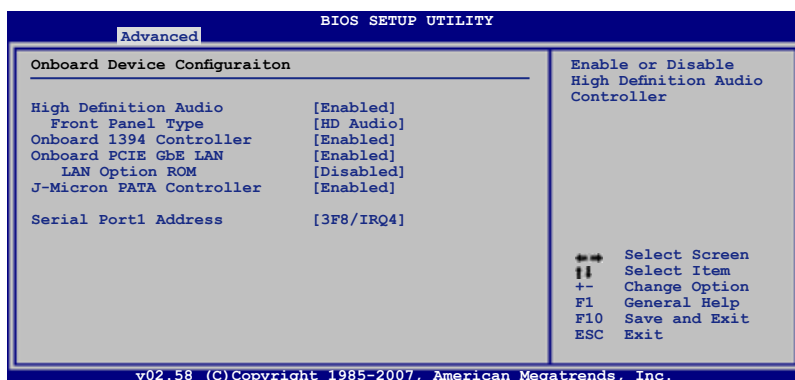 BIOS SETUP UTILITY
Advanced
Onboard Device Configuraiton
High Definition Audio [Enabled]
Front Panel Type [HD Audio]
Onboard 1394 Controller [Enabled]
Onboard PCIE GbE LAN [Enabled]
LAN Option ROM [Disabled]
J-Micron PATA Controller [Enabled]
Serial Port1 Address [3F8/IRQ4]
Enable or Disable
High Definition Audio
Controller
Select Screen
Select Item
+- Change Option
F1 General Help
F10 Save and Exit
ESC Exit
v02.58 (C)Copyright 1985-2007, American Megatrends, Inc.